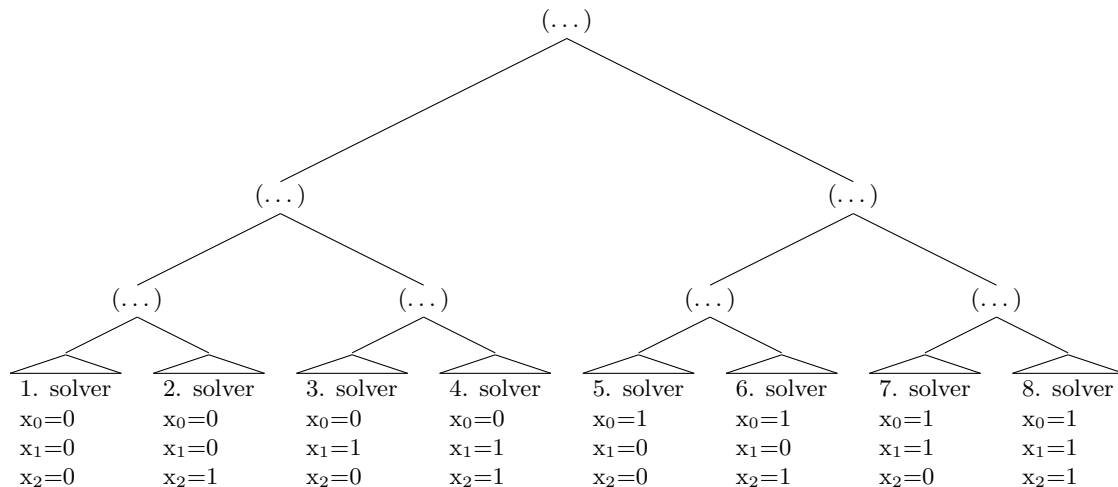 (...)
(...) (...)
(...) (...) (...) (...)
1. solver 2. solver 3. solver 4. solver 5. solver 6. solver 7. solver 8. solver
x₀=0 x₀=0 x₀=0 x₀=0 x₀=1 x₀=1 x₀=1 x₀=1
x₁=0 x₁=0 x₁=1 x₁=1 x₁=0 x₁=0 x₁=1 x₁=1
x₂=0 x₂=1 x₂=0 x₂=1 x₂=0 x₂=1 x₂=0 x₂=1